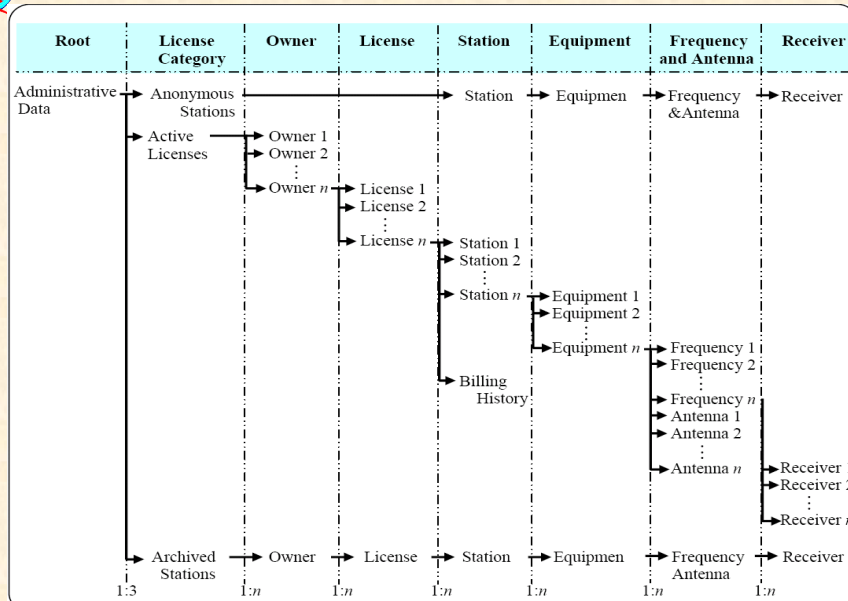 Root License Category Owner License Station Equipment Frequency and Antenna Receiver
Administrative Data
Anonymous Stations
Station
Equipmen
Frequency
&Antenna
Receiver
Active
Licenses
Owner 1
Owner 2
⋮
Owner n
License 1
License 2
⋮
License n
Station 1
Station 2
⋮
Station n
Billing
History
Equipment 1
Equipment 2
⋮
Equipment n
Frequency 1
Frequency 2
⋮
Frequency n
Antenna 1
Antenna 2
⋮
Antenna n
Receiver 1
Receiver 2
⋮
Receiver n
Archived
Stations
Owner
License
Station
Equipmen
Frequency
Antenna
Receiver
1:3 1:n 1:n 1:n 1:n 1:n 1:n